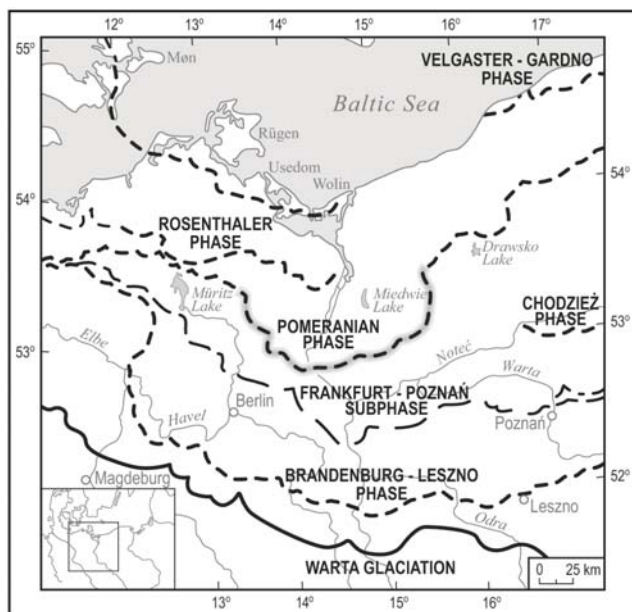 12° 13° 14° 15° 16° 17°
55°
Møn
VELGASTER - GARDNO
PHASE
Baltic Sea
Rügen
Usedom
Wolin
54°
54°
ROSENTHALER
PHASE
Drawsko
Lake
Müritz
Lake
Miedwie
Lake
CHODZIEŻ
PHASE
POMERANIAN
PHASE
53°
53°
Elbe
Noteć
Warta
FRANKFURT - POZNAŃ
SUBPHASE
Berlin
Havel
Poznań
BRANDENBURG - LESZNO
PHASE
52°
52°
Magdeburg
Leszno
Odra
WARTA GLACIATION
0 25 km
13° 14° 15° 16°